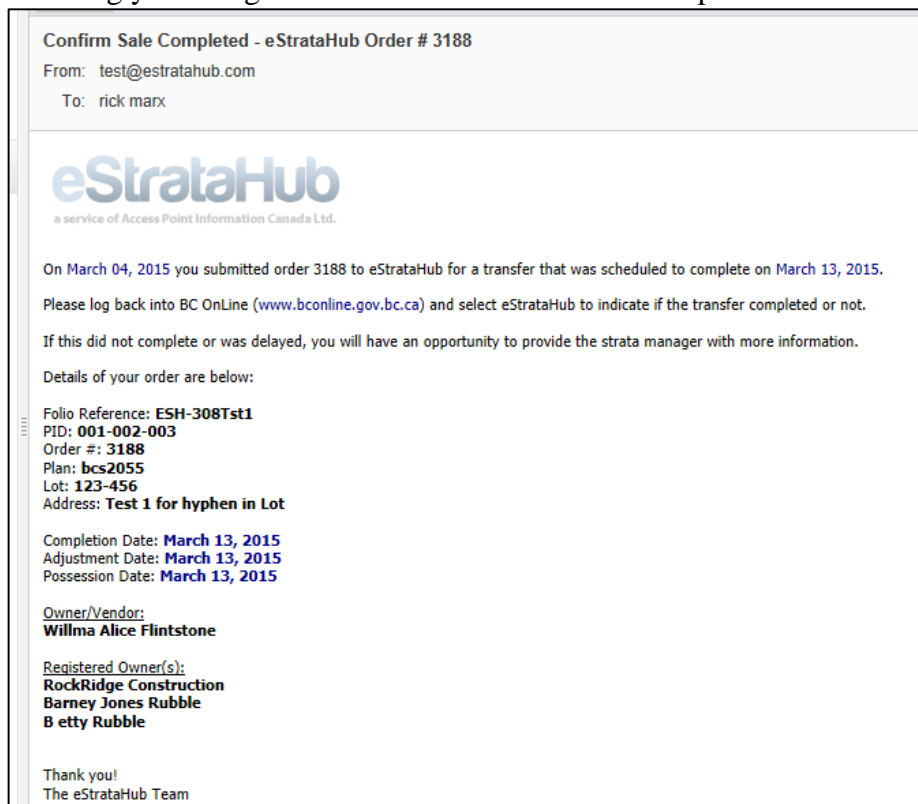 Confirm Sale Completed - eStrataHub Order # 3188
From: test@estratahub.com
To: rick marx
eStrataHub
a service of Access Point Information Canada Ltd.
On March 04, 2015 you submitted order 3188 to eStrataHub for a transfer that was scheduled to complete on March 13, 2015.
Please log back into BC OnLine (www.bconline.gov.bc.ca) and select eStrataHub to indicate if the transfer completed or not.
If this did not complete or was delayed, you will have an opportunity to provide the strata manager with more information.
Details of your order are below:
Folio Reference: ESH-308Tst1
PID: 001-002-003
Order #: 3188
Plan: bcs2055
Lot: 123-456
Address: Test 1 for hyphen in Lot
Completion Date: March 13, 2015
Adjustment Date: March 13, 2015
Possession Date: March 13, 2015
Owner/Vendor:
Willma Alice Flintstone
Registered Owner(s):
RockRidge Construction
Barney Jones Rubble
B etty Rubble
Thank you!
The eStrataHub Team